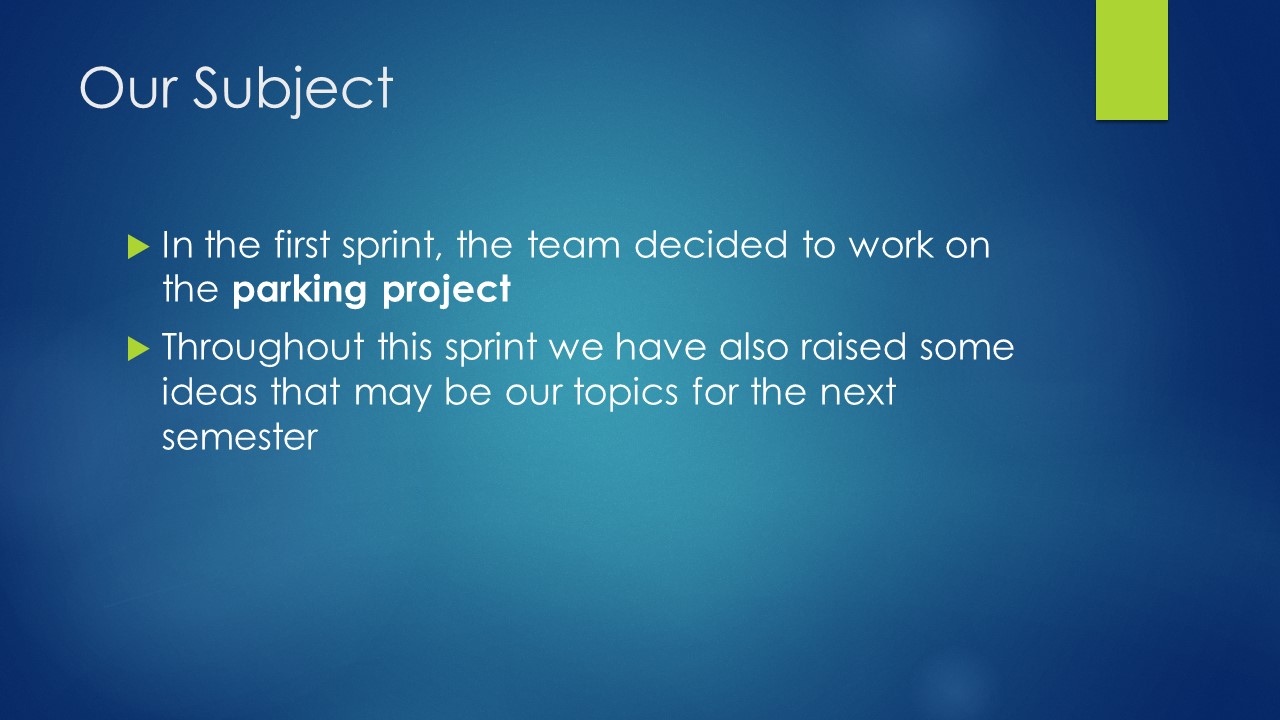 Our Subject
In the first sprint, the team decided to work on
the parking project
Throughout this sprint we have also raised some
ideas that may be our topics for the next
semester